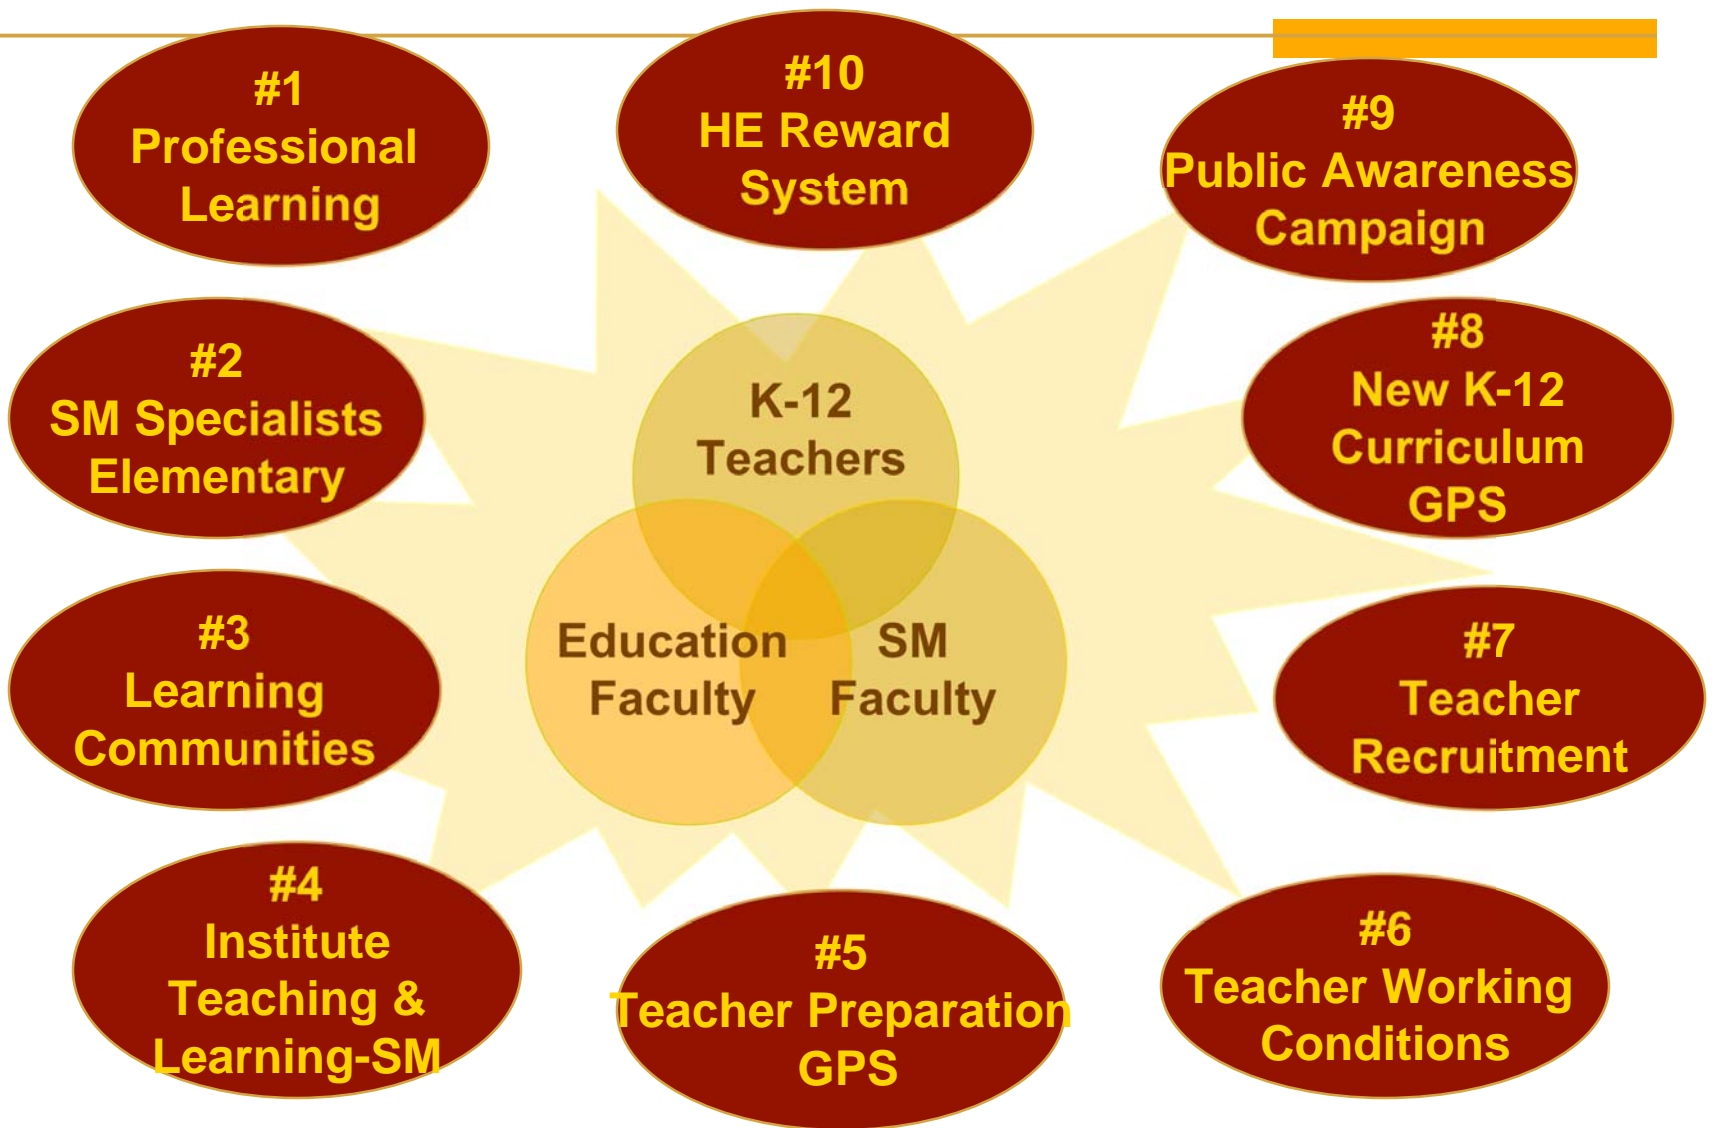 #1
Professional
Learning
#10
HE Reward
System
#9
Public Awareness
Campaign
#2
SM Specialists
Elementary
K-12
Teachers
#8
New K-12
Curriculum
GPS
#3
Learning
Communities
Education
Faculty
SM
Faculty
#7
Teacher
Recruitment
#4
Institute
Teaching &
Learning-SM
#5
Teacher Preparation
GPS
#6
Teacher Working
Conditions